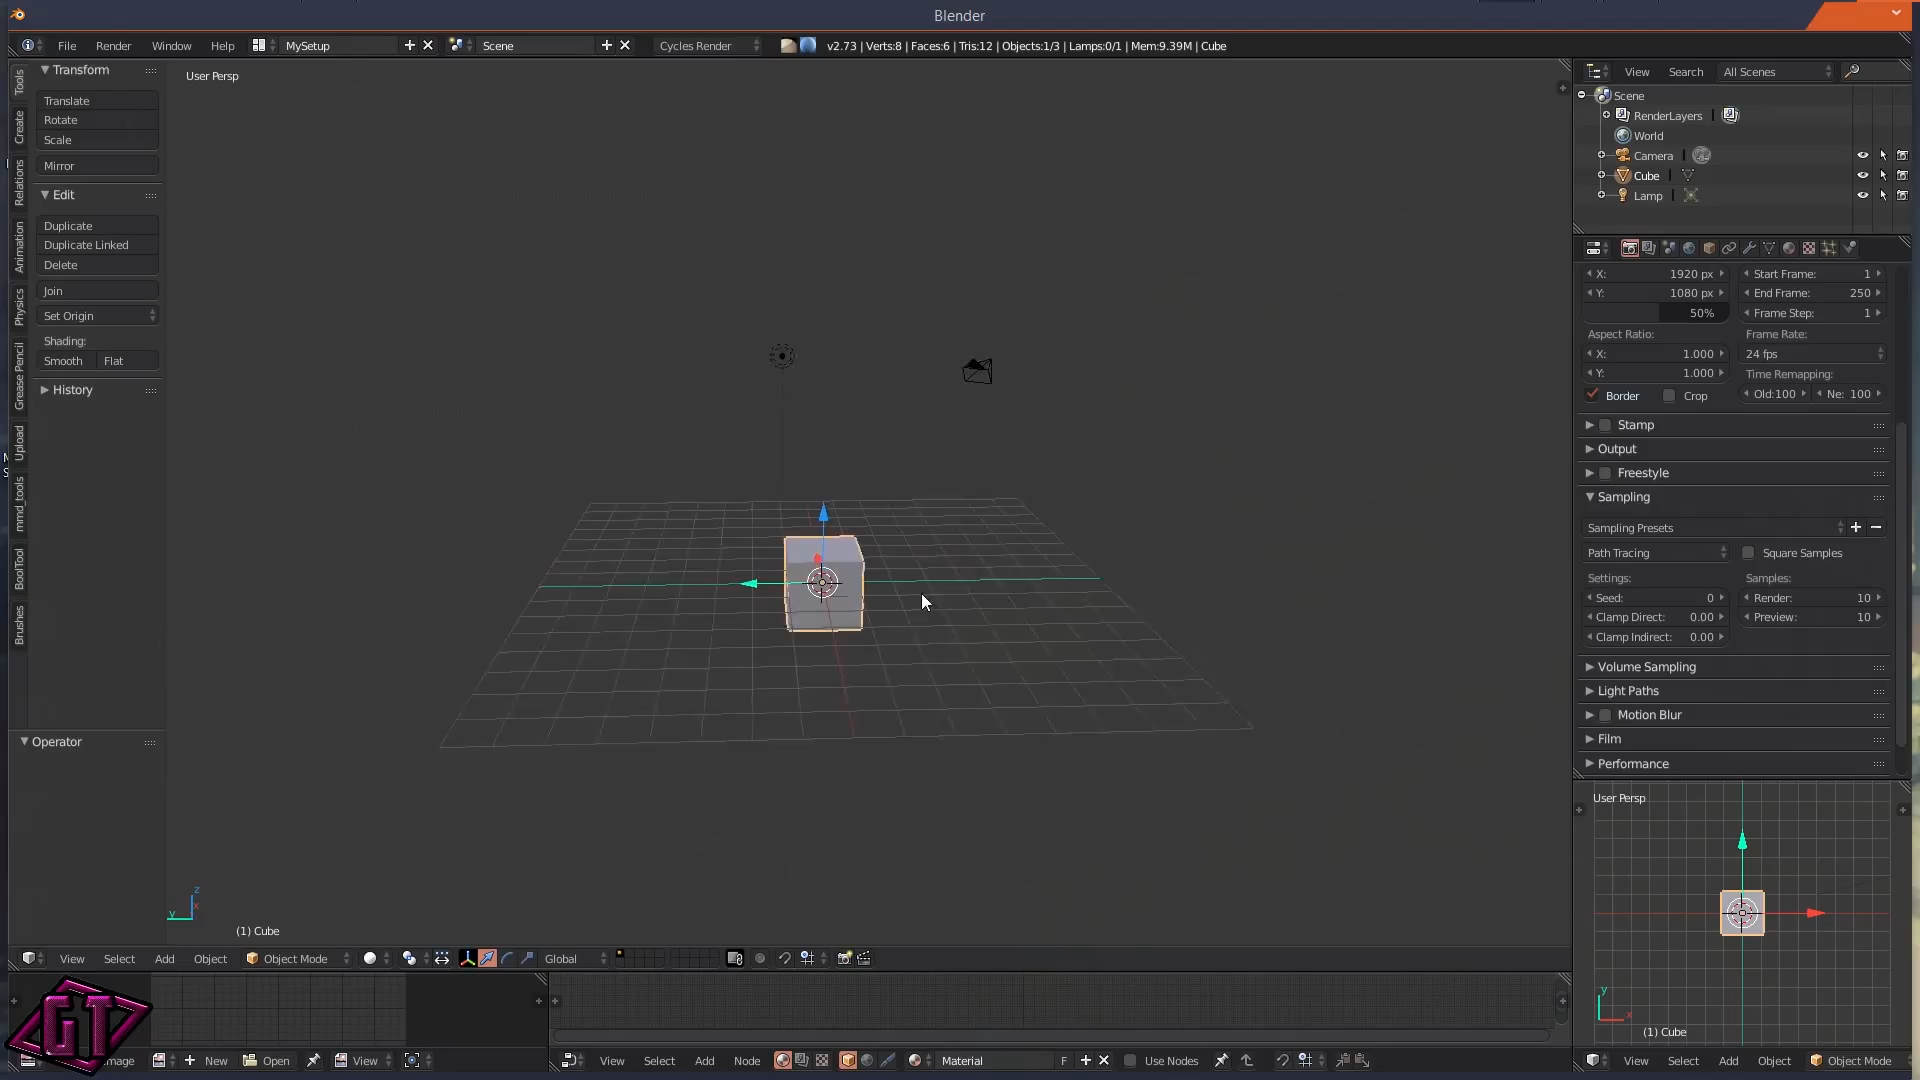 Blender
File Render Window Help MySetup Scene Cycles Render v2.73 | Verts:8 | Faces:6 | Tris:12 | Objects:1/3 | Lamps:0/1 | Mem:9.39M | Cube
Tools
Create
Relations
Animation
Physics
Grease Pencil
Upload
mmd_tools
BoolTool
Brushes
Transform
Translate
Rotate
Scale
Mirror
Edit
Duplicate
Duplicate Linked
Delete
Join
Set Origin
Shading:
Smooth Flat
History
Operator
User Persp
z
y x
(1) Cube
View Select Add Object Object Mode Global
View Search All Scenes
Scene
RenderLayers |
World
Camera |
Cube |
Lamp |
X: 1920 px Start Frame: 1
Y: 1080 px End Frame: 250
50% Frame Step: 1
Aspect Ratio: Frame Rate:
X: 1.000 24 fps
Y: 1.000 Time Remapping:
Border Crop Old:100 Ne: 100
Stamp
Output
Freestyle
Sampling
Sampling Presets
Path Tracing Square Samples
Settings: Samples:
Seed: 0 Render: 10
Clamp Direct: 0.00 Preview: 10
Clamp Indirect: 0.00
Volume Sampling
Light Paths
Motion Blur
Film
Performance
User Persp
y
x
(1) Cube
GT
mage New Open View
View Select Add Node Material F Use Nodes
View Select Add Object Object Mode